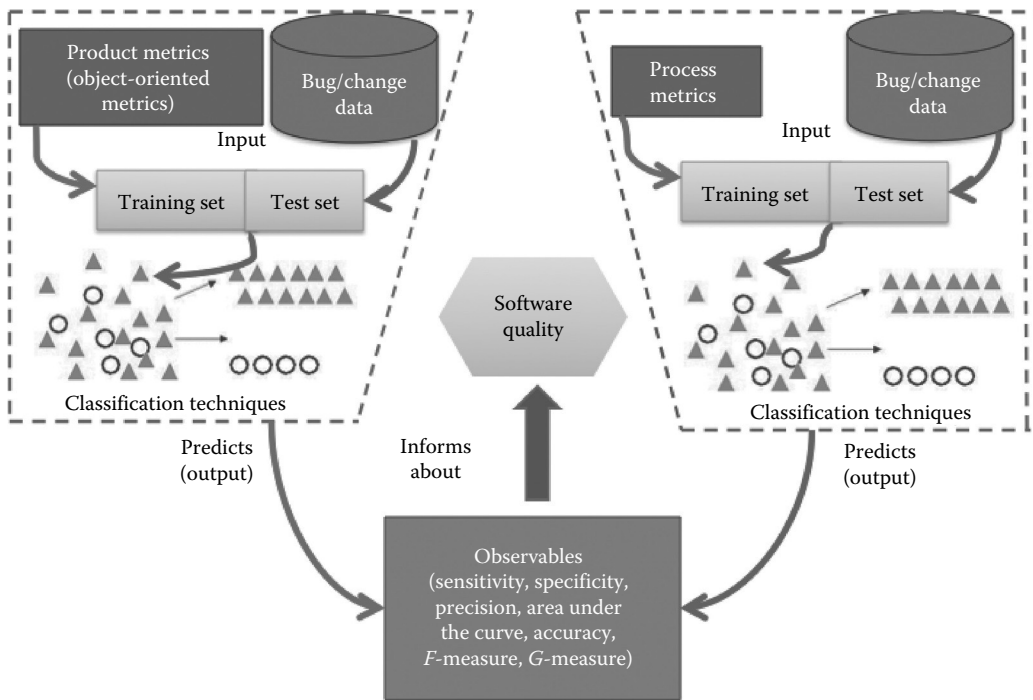 Product metrics
(object-oriented
metrics)
Bug/change
data
Input
Training set
Test set
Classification techniques
Predicts
(output)
Process
metrics
Bug/change
data
Input
Training set
Test set
Classification techniques
Predicts
(output)
Software
quality
Informs
about
Observables
(sensitivity, specificity,
precision, area under
the curve, accuracy,
F-measure, G-measure)